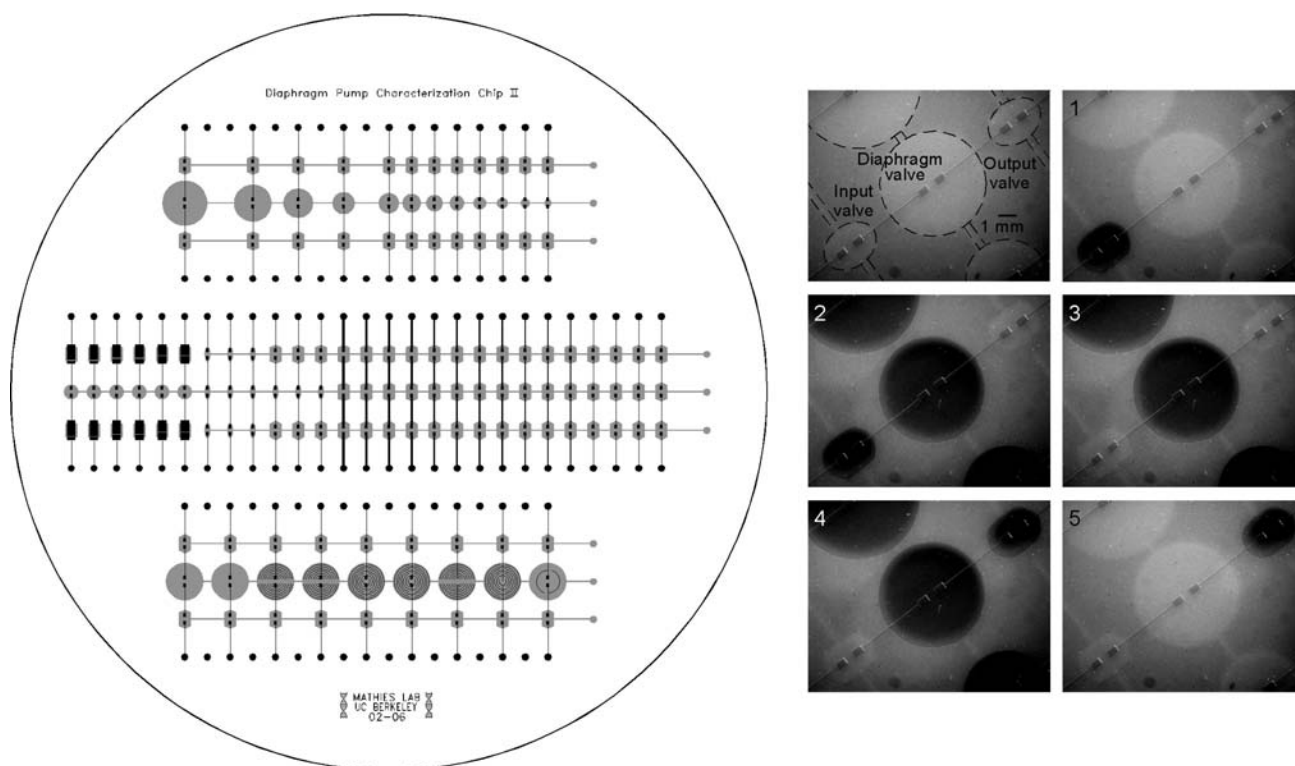 Diaphragm Pump Characterization Chip II
MATHIES LAB
UC BERKELEY
02-06
Diaphragm
valve
Output
valve
Input
valve
1 mm
1
2
3
4
5